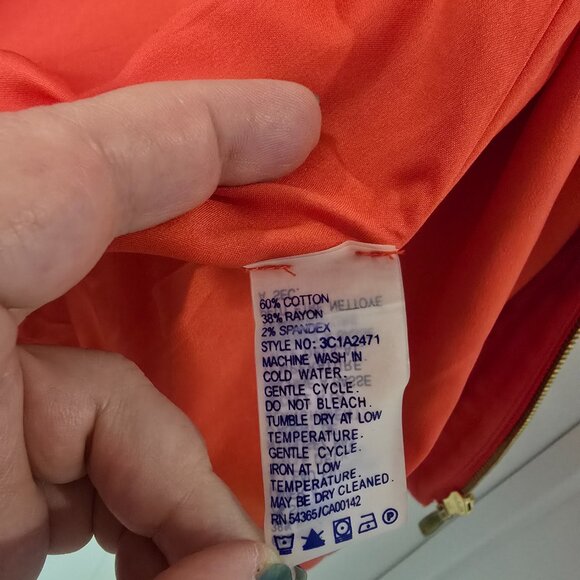 60% COTTON
38% RAYON
2% SPANDEX
STYLE NO: 3C1A2471
MACHINE WASH IN
COLD WATER.
GENTLE CYCLE.
DO NOT BLEACH.
TUMBLE DRY AT LOW
TEMPERATURE.
GENTLE CYCLE.
IRON AT LOW
TEMPERATURE.
MAY BE DRY CLEANED.
RN 54365/CA00142